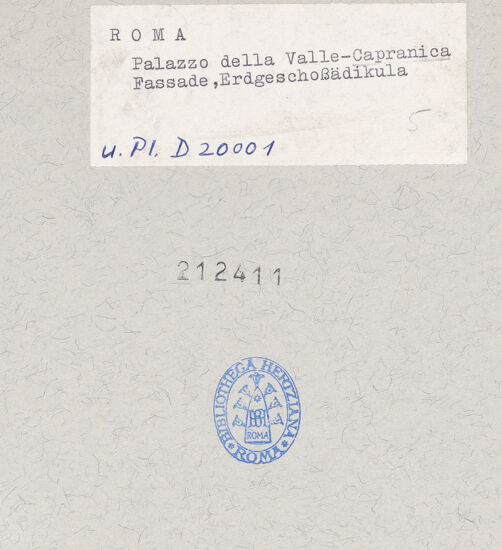 ROMA
Palazzo della Valle-Capranica
Fassade,Erdgeschoßädikula
5
u. Pl. D 20001
212411
BIBLIOTHECA HERTZIANA
ROMA
ROMA